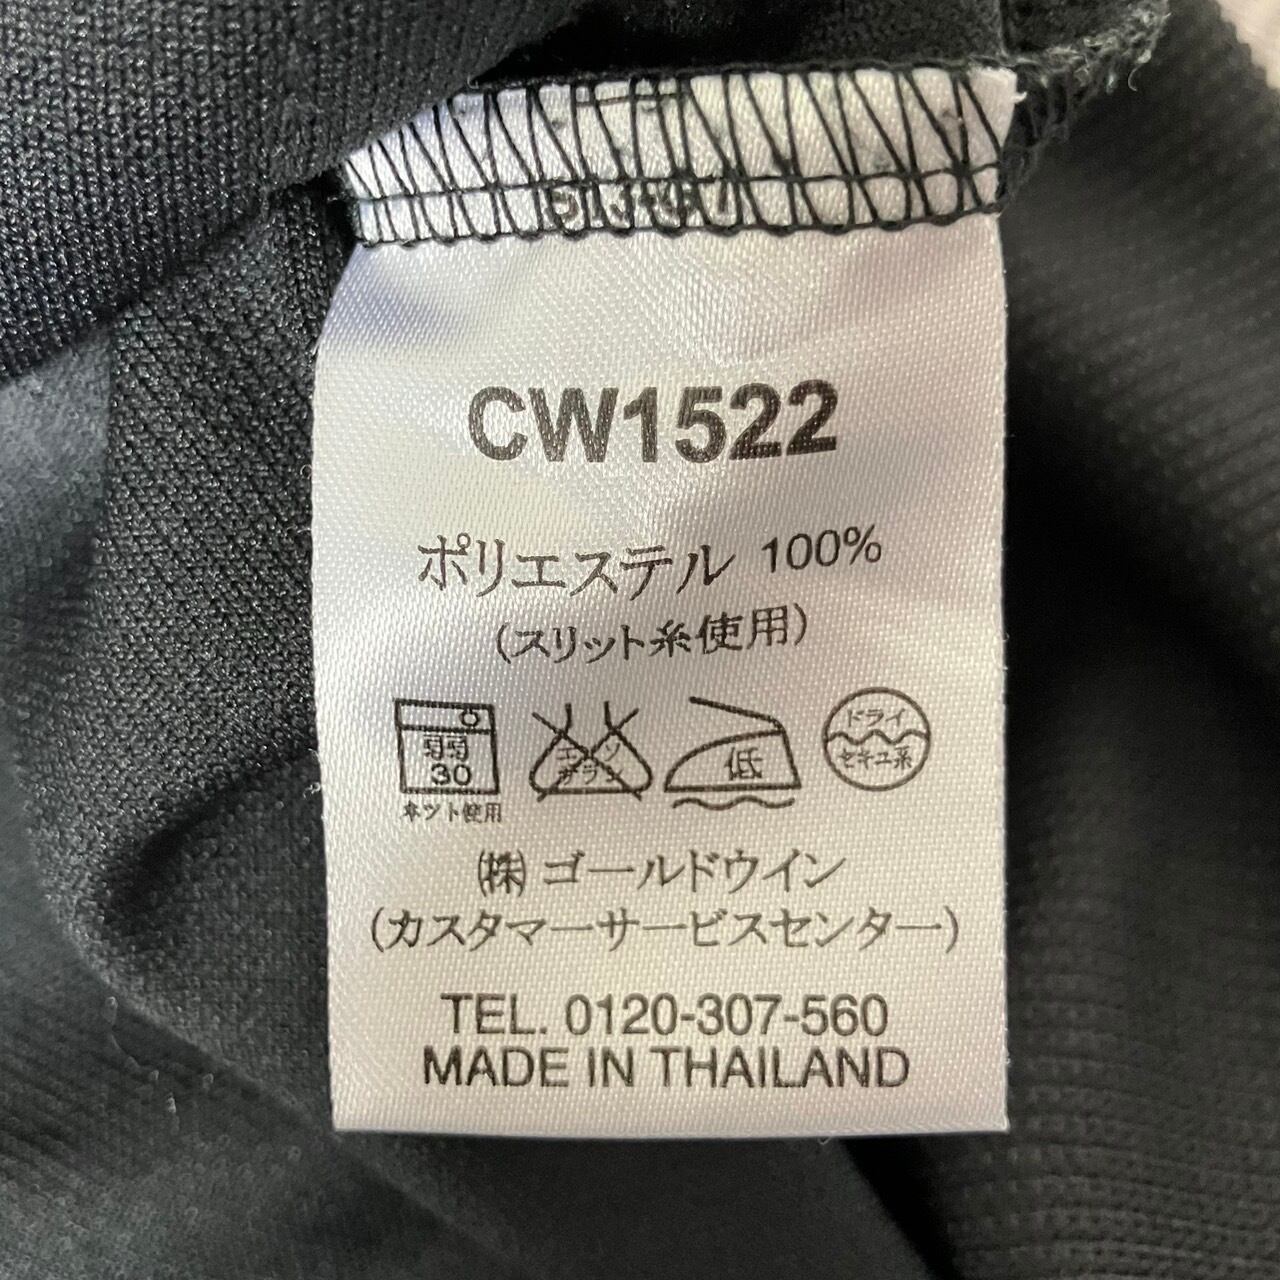 CW1522
ポリエステル 100%
(スリット糸使用)
弱 30
エンソ
サラシ
低
ドライ
セキユ系
ネット使用
㈱ゴールドウイン
(カスタマーサービスセンター)
TEL. 0120-307-560
MADE IN THAILAND